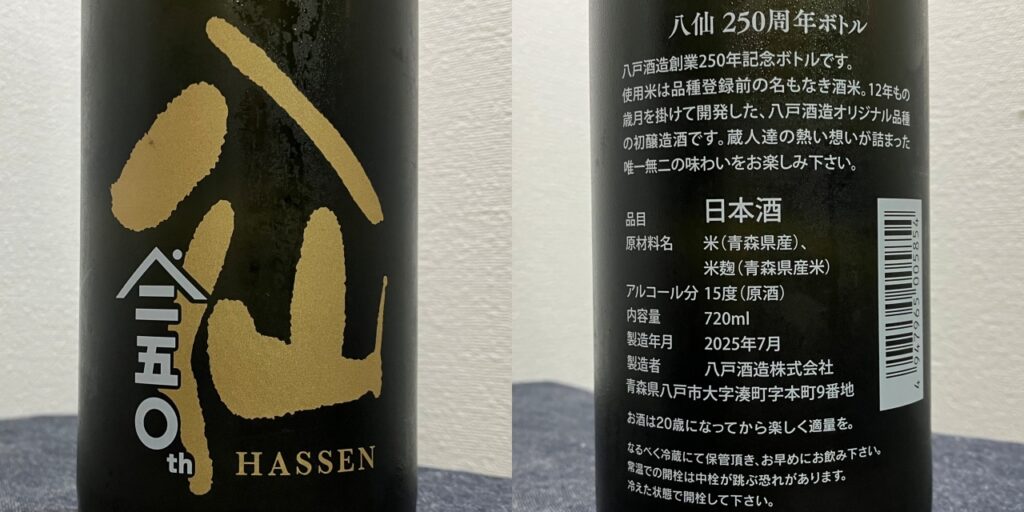 八仙
二五〇th
HASSEN
八仙 250周年ボトル
八戸酒造創業250年記念ボトルです。
使用米は品種登録前の名もなき酒米。12年もの
歳月を掛けて開発した、八戸酒造オリジナル品種
の初醸造酒です。蔵人達の熱い想いが詰まった
唯一無二の味わいをお楽しみ下さい。
品目 日本酒
原材料名 米（青森県産）、
米麹（青森県産米）
アルコール分 15度（原酒）
内容量 720ml
製造年月 2025年7月
製造者 八戸酒造株式会社
青森県八戸市大字湊町字本町9番地
4947965005854
お酒は20歳になってから楽しく適量を。
なるべく冷蔵にて保管頂き、お早めにお飲み下さい。
常温での開栓は中栓が跳ぶ恐れがあります。
冷えた状態で開栓して下さい。